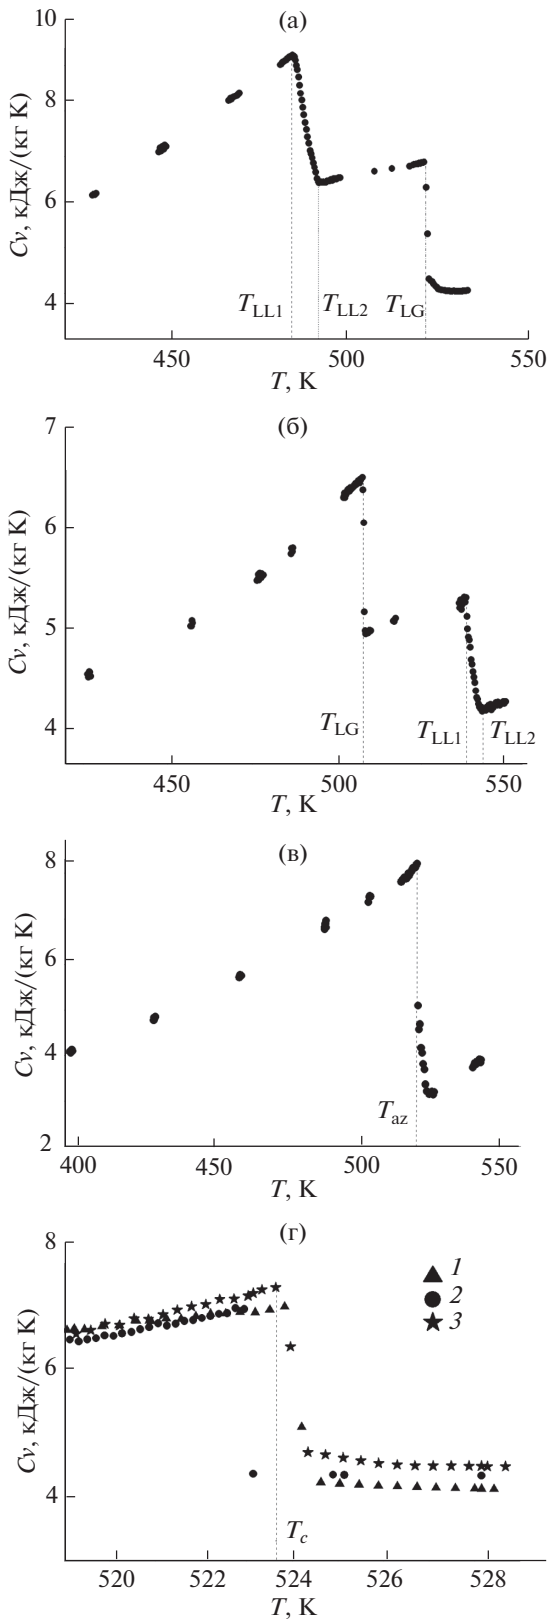 (а)
10
8
6
4
Cv, кДж/(кг К)
T_LL1 T_LL2 T_LG
450 500 550
T, K
(б)
7
6
5
4
Cv, кДж/(кг К)
T_LG T_LL1 T_LL2
450 500 550
T, K
(в)
8
6
4
2
Cv, кДж/(кг К)
T_az
400 450 500 550
T, K
(г)
8
6
4
Cv, кДж/(кг К)
1
2
3
T_c
520 522 524 526 528
T, K